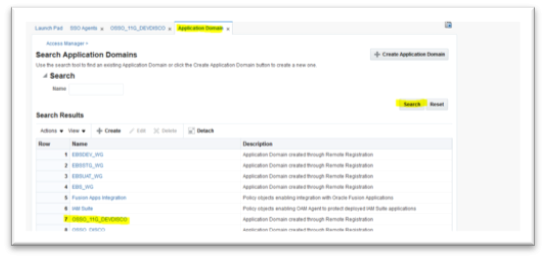 Launch Pad SSO Agents x OSSO_11G_DEVDISCO x Application Domain x
Access Manager >
Search Application Domains
Create Application Domain
Use the search tool to find an existing Application Domain or click the Create Application Domain button to create a new one.
Search
Name
Search Reset
Search Results
Actions View Create Edit Delete Detach
Row Name Description
1 EBSDEV_WG Application Domain created through Remote Registration
2 EBSSTG_WG Application Domain created through Remote Registration
3 EBSUAT_WG Application Domain created through Remote Registration
4 EBS_WG Application Domain created through Remote Registration
5 Fusion Apps Integration Policy objects enabling integration with Oracle Fusion Applications
6 IAM Suite Policy objects enabling OAM Agent to protect deployed IAM Suite applications
7 OSSO_11G_DEVDISCO Application Domain created through Remote Registration
8 OSSO_DISCO Application Domain created through Remote Registration